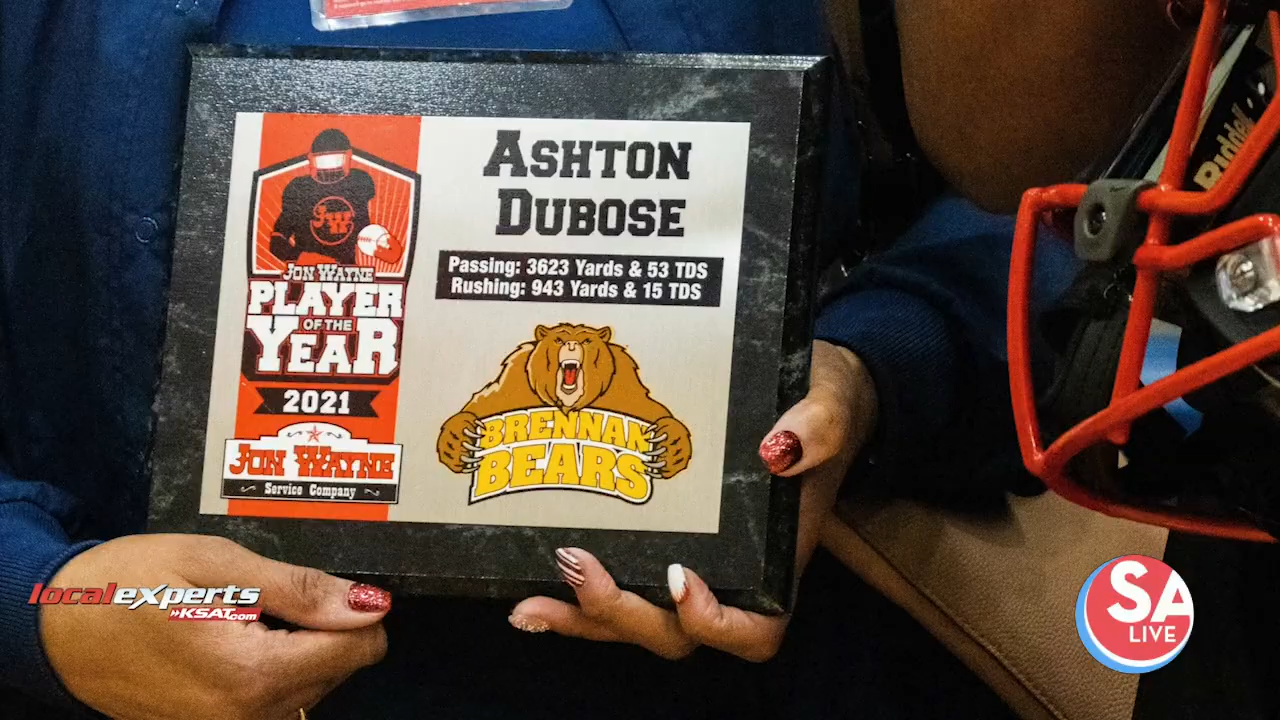 ASHTON
DUBOSE
Passing: 3623 Yards & 53 TDS
Rushing: 943 Yards & 15 TDS
JON WAYNE
PLAYER
OF THE
YEAR
2021
JON WAYNE
Service Company
BRENNAN
BEARS
Riddell
localexperts
»KSAT.com
SA
LIVE